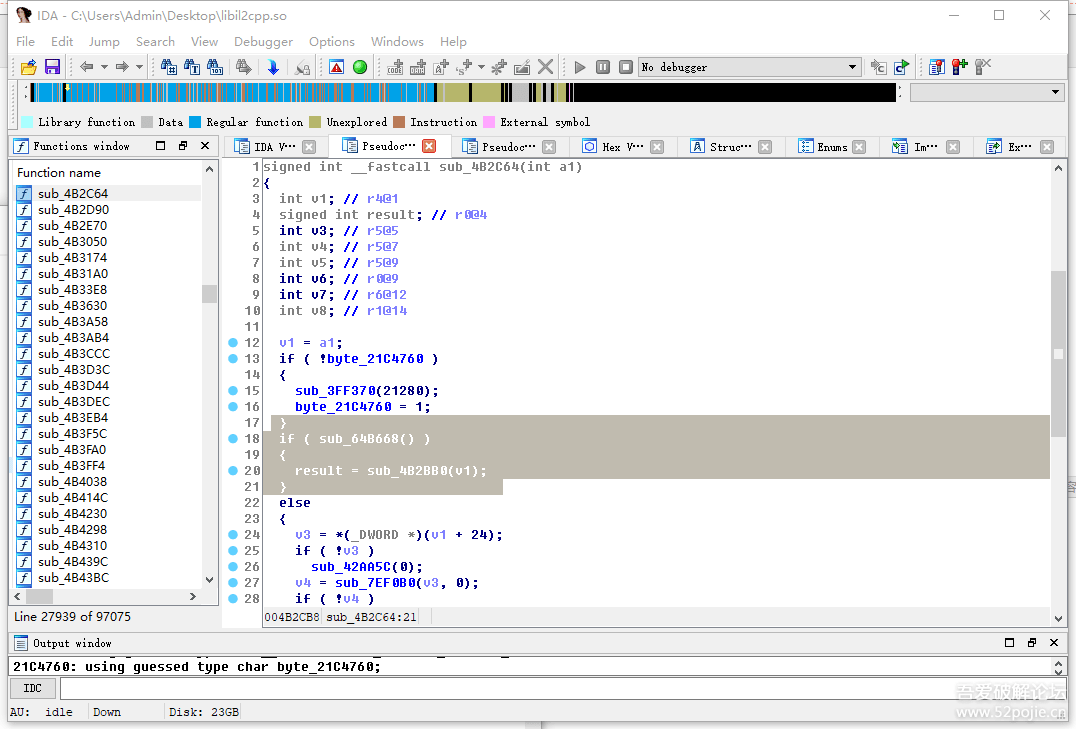 IDA - C:\Users\Admin\Desktop\libil2cpp.so
File Edit Jump Search View Debugger Options Windows Help
No debugger
Library function Data Regular function Unexplored Instruction External symbol
Functions window
IDA V··· Pseudoc··· Pseudoc··· Hex V··· Struc··· Enums Im··· Ex···
Function name
sub_4B2C64
sub_4B2D90
sub_4B2E70
sub_4B3050
sub_4B3174
sub_4B31A0
sub_4B33E8
sub_4B3630
sub_4B3A58
sub_4B3AB4
sub_4B3CCC
sub_4B3D3C
sub_4B3D44
sub_4B3DEC
sub_4B3EB4
sub_4B3F5C
sub_4B3FA0
sub_4B3FF4
sub_4B4038
sub_4B414C
sub_4B4230
sub_4B4298
sub_4B4310
sub_4B439C
sub_4B43BC
Line 27939 of 97075
1 signed int __fastcall sub_4B2C64(int a1)
2 {
3 int v1; // r4@1
4 signed int result; // r0@4
5 int v3; // r5@5
6 int v4; // r5@7
7 int v5; // r5@9
8 int v6; // r0@9
9 int v7; // r6@12
10 int v8; // r1@14
11
12 v1 = a1;
13 if ( !byte_21C4760 )
14 {
15 sub_3FF370(21280);
16 byte_21C4760 = 1;
17 }
18 if ( sub_64B668() )
19 {
20 result = sub_4B2BB0(v1);
21 }
22 else
23 {
24 v3 = *(_DWORD *)(v1 + 24);
25 if ( !v3 )
26 sub_42AA5C(0);
27 v4 = sub_7EF0B0(v3, 0);
28 if ( !v4 )
004B2CB8 sub_4B2C64:21
Output window
21C4760: using guessed type char byte_21C4760;
IDC
AU: idle Down Disk: 23GB
吾爱破解论坛
www.52pojie.cn